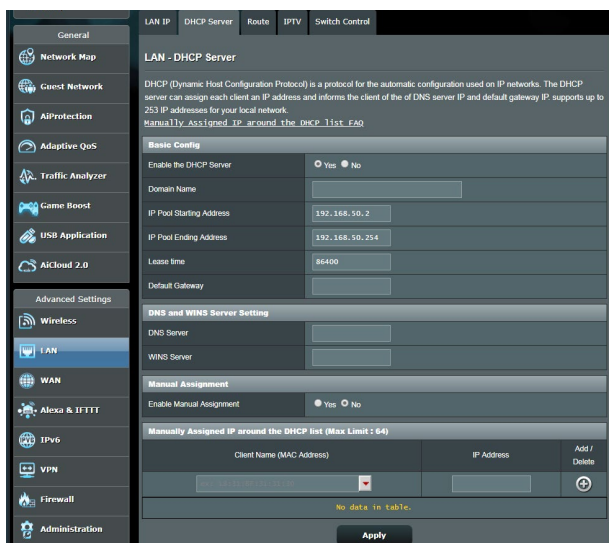 General
Network Map
Guest Network
AiProtection
Adaptive QoS
Traffic Analyzer
Game Boost
USB Application
AiCloud 2.0
Advanced Settings
Wireless
LAN
WAN
Alexa & IFTTT
IPv6
VPN
Firewall
Administration
LAN IP DHCP Server Route IPTV Switch Control
LAN - DHCP Server
DHCP (Dynamic Host Configuration Protocol) is a protocol for the automatic configuration used on IP networks. The DHCP
server can assign each client an IP address and informs the client of the of DNS server IP and default gateway IP. supports up to
253 IP addresses for your local network.
Manually Assigned IP around the DHCP list FAQ
Basic Config
Enable the DHCP Server Yes No
Domain Name
IP Pool Starting Address 192.168.50.2
IP Pool Ending Address 192.168.50.254
Lease time 86400
Default Gateway
DNS and WINS Server Setting
DNS Server
WINS Server
Manual Assignment
Enable Manual Assignment Yes No
Manually Assigned IP around the DHCP list (Max Limit : 64)
Client Name (MAC Address) IP Address Add /
Delete
No data in table.
Apply